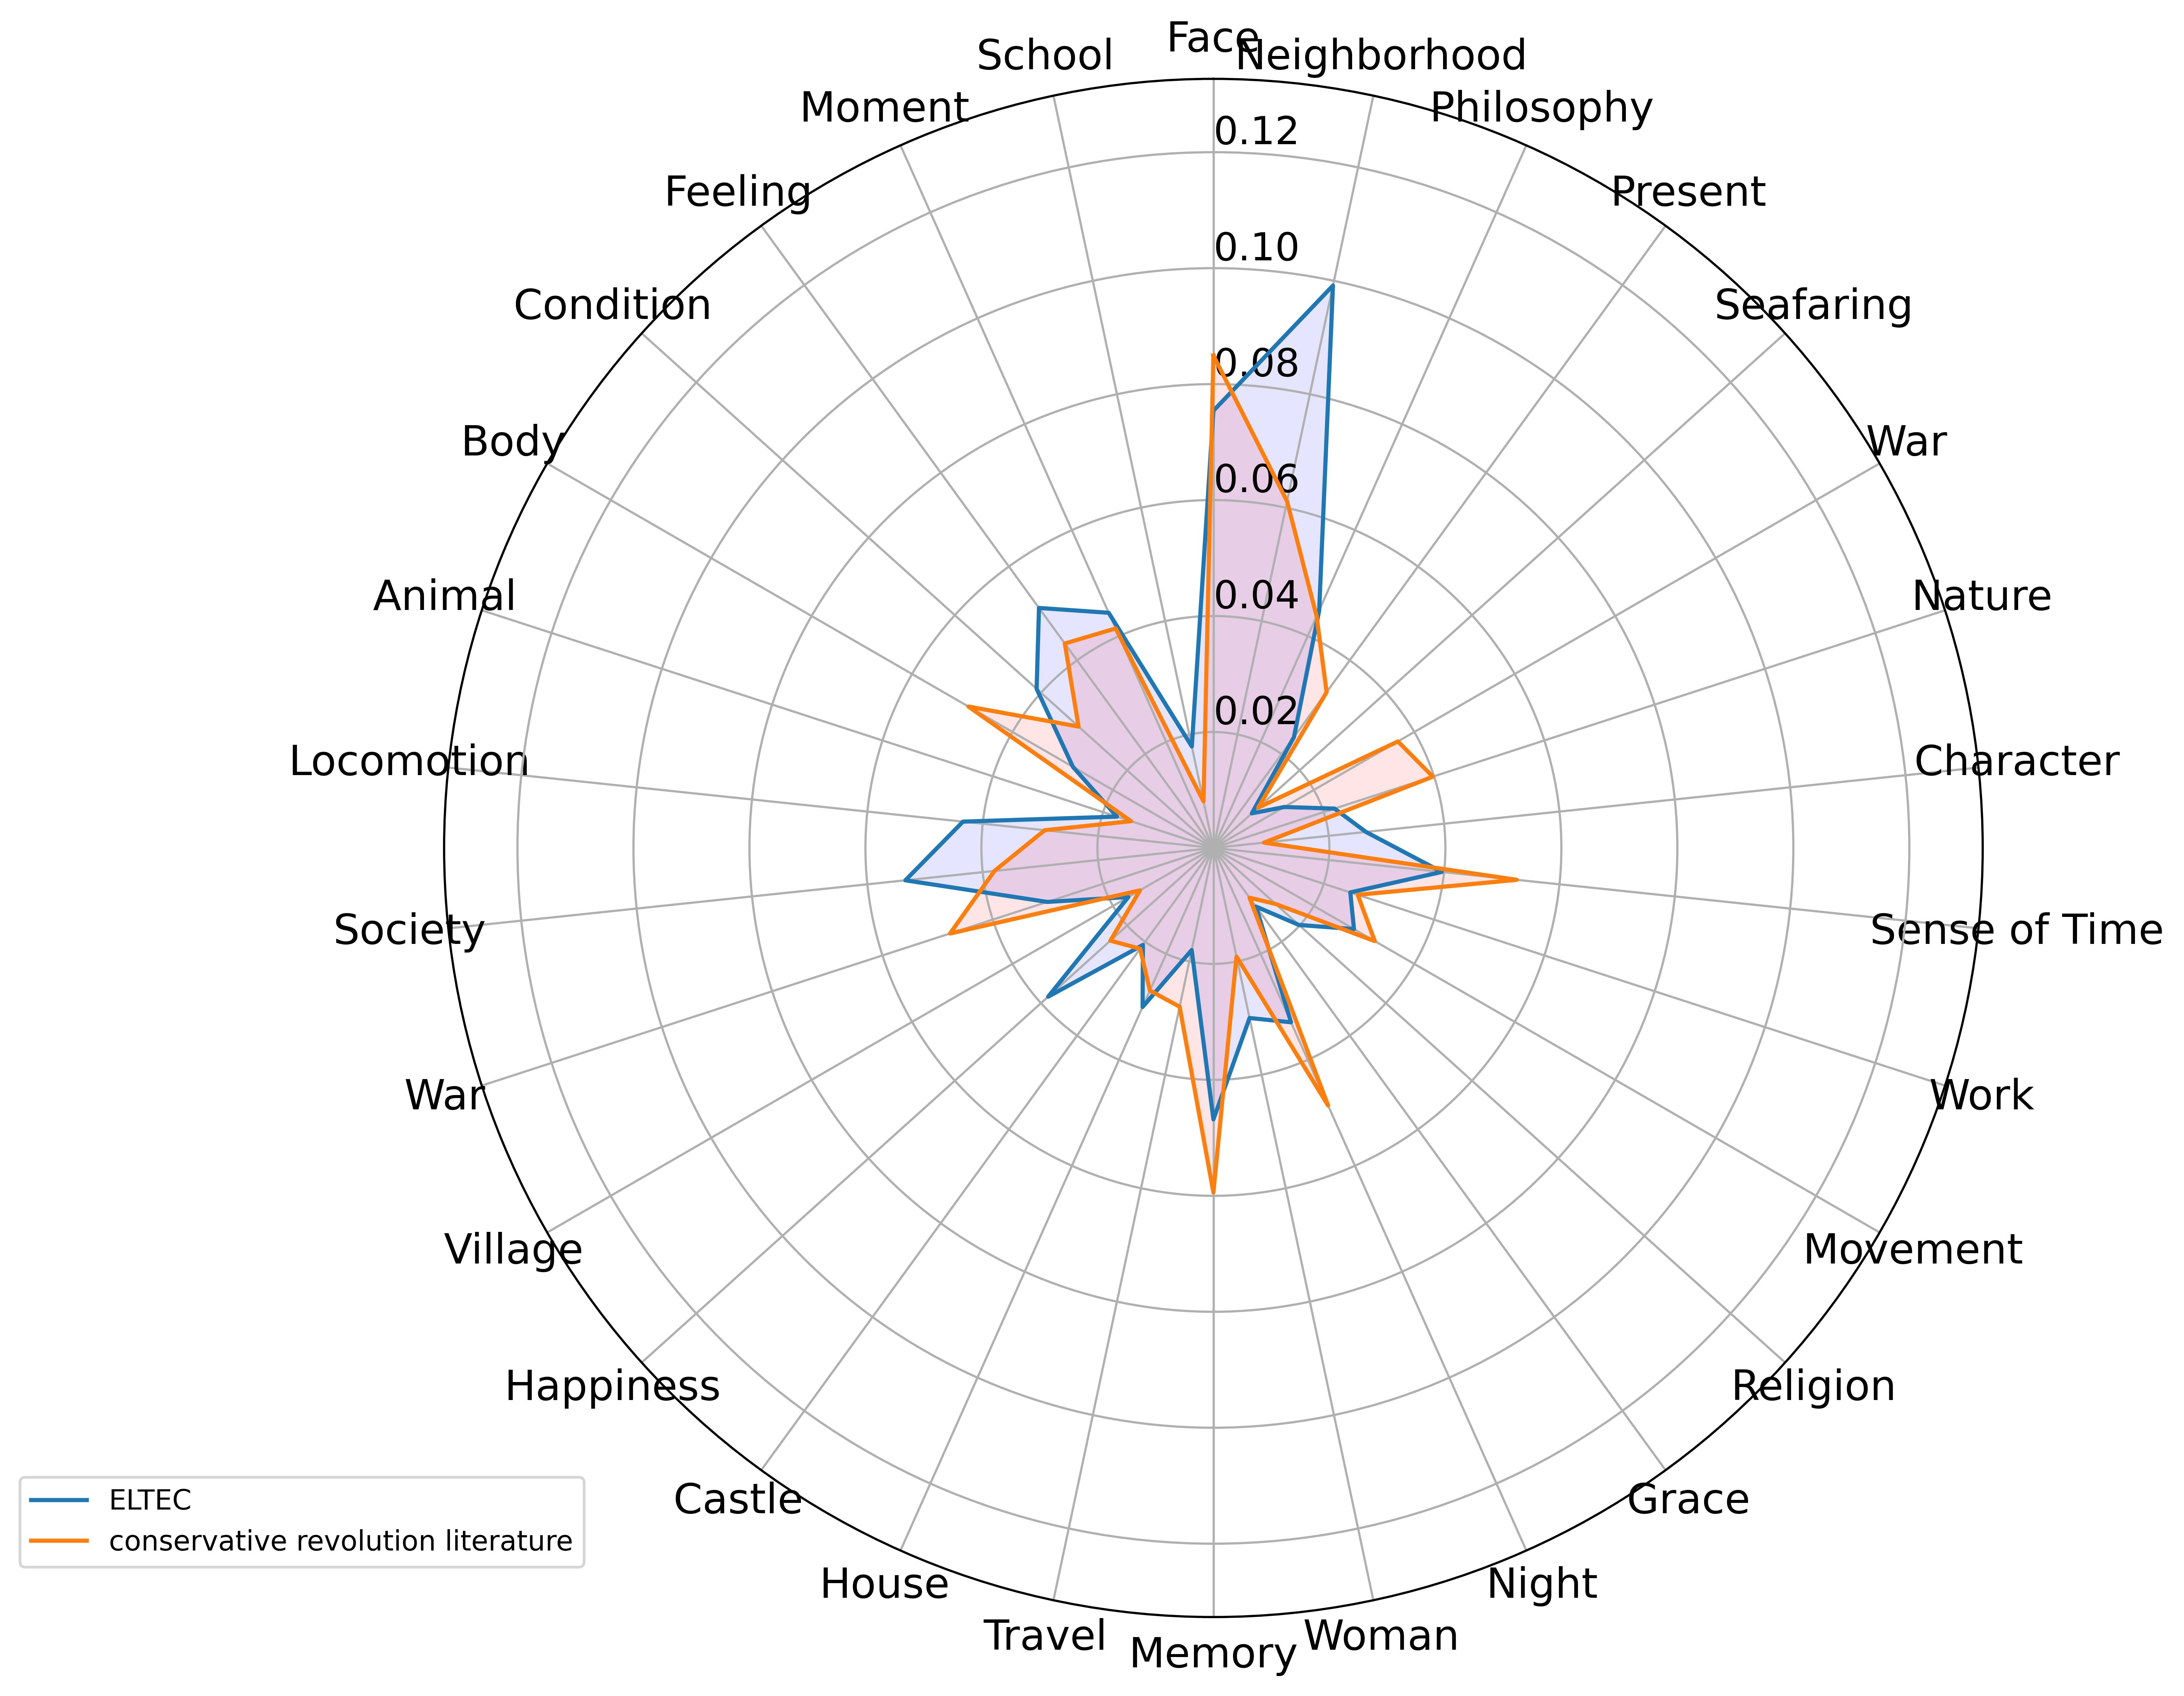 Face
School
Neighborhood
Moment
Philosophy
0.12
Feeling
Present
0.10
Condition
Seafaring
0.08
Body
War
0.06
Animal
0.04
Nature
0.02
Locomotion
Character
Society
Sense of Time
War
Work
Village
Movement
Happiness
Religion
Castle
Grace
ELTEC
conservative revolution literature
House
Night
Travel
Memory
Woman